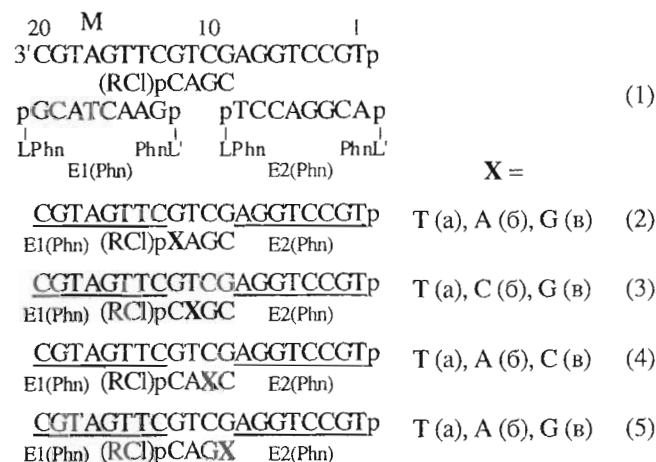 M
20 10 1
3'CGTAGTTCGTCGAGGTCCGTp
(RCl)pCAGC (1)
pGCATCAAGp pTCCAGGCAp
LPhn PhnL' LPhn PhnL'
E1(Phn) E2(Phn)
X =
CGTAGTTCGTCGAGGTCCGTp T (а), A (б), G (в) (2)
E1(Phn) (RCl)pXAGC E2(Phn)
CGTAGTTCGTCGAGGTCCGTp T (а), C (б), G (в) (3)
E1(Phn) (RCl)pCXGC E2(Phn)
CGTAGTTCGTCGAGGTCCGTp T (а), A (б), C (в) (4)
E1(Phn) (RCl)pCAXC E2(Phn)
CGTAGTTCGTCGAGGTCCGTp T (а), A (б), G (в) (5)
E1(Phn) (RCl)pCAGX E2(Phn)